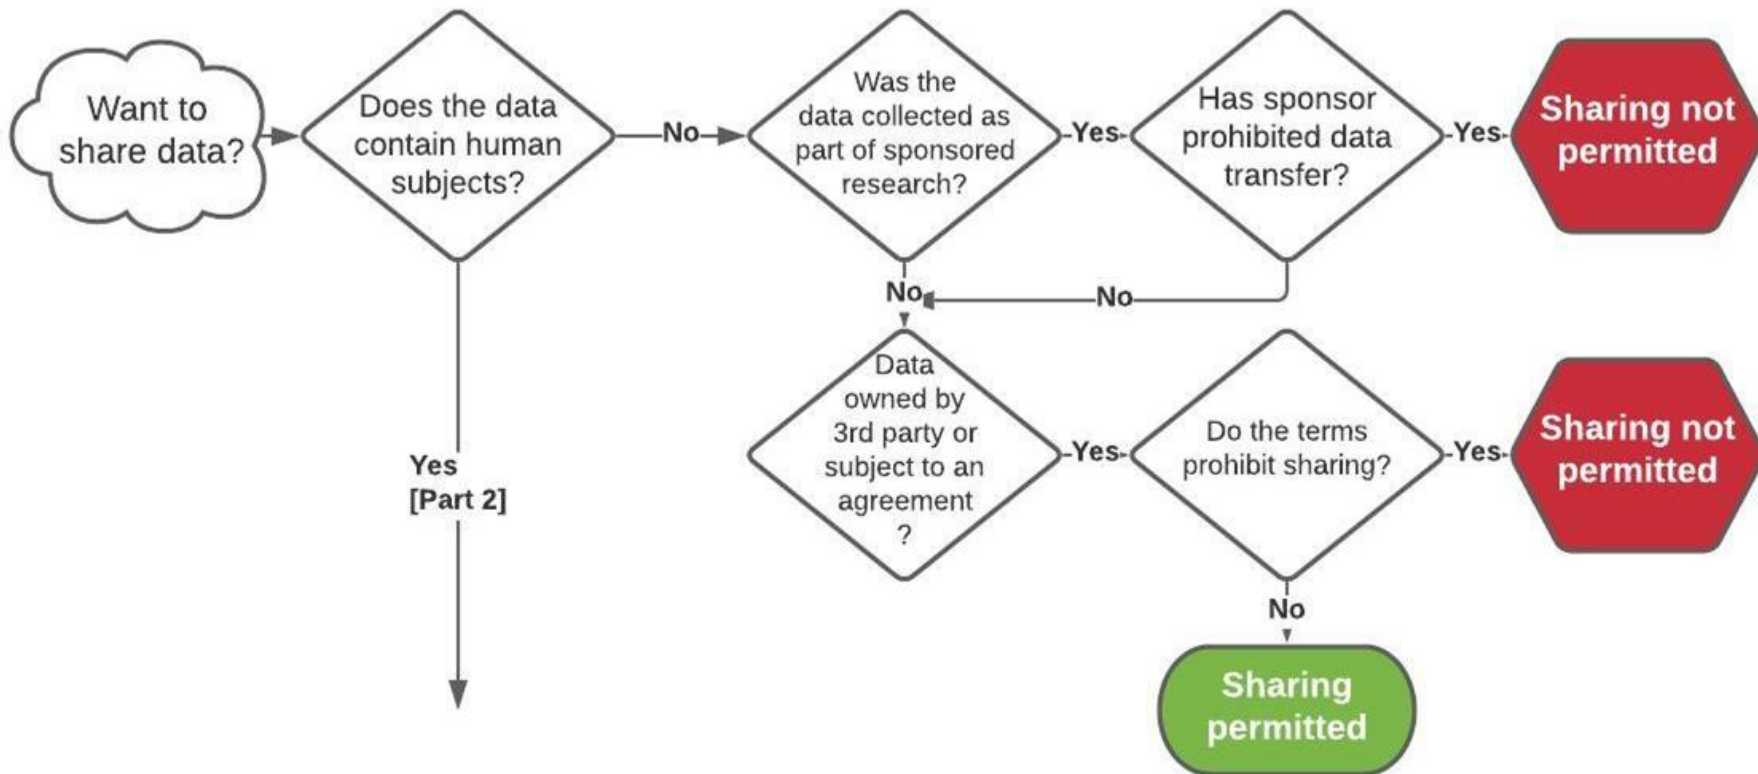 Want to
share data?
Does the data
contain human
subjects?
No
Was the
data collected as
part of sponsored
research?
Yes
Has sponsor
prohibited data
transfer?
Yes
Sharing not
permitted
No
No
Data
owned by
3rd party or
subject to an
agreement
?
Yes
Do the terms
prohibit sharing?
Yes
Sharing not
permitted
Yes
[Part 2]
No
Sharing
permitted